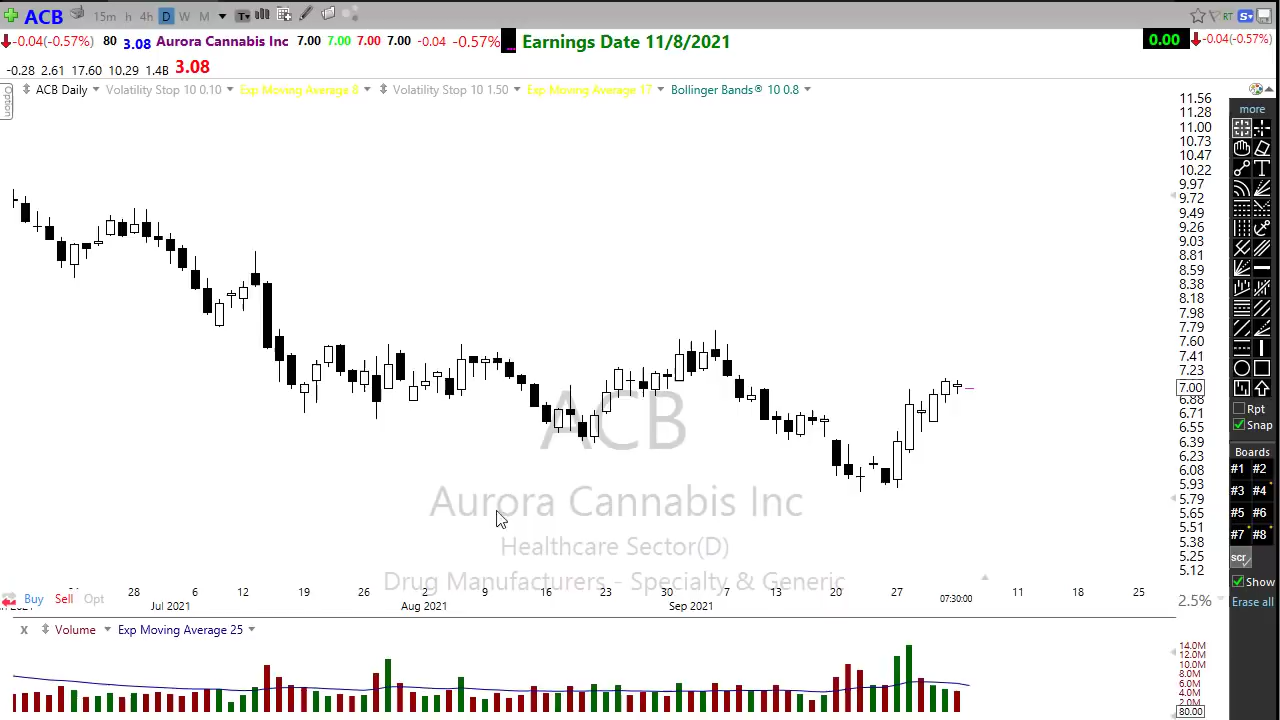 ACB 15m h 4h D W M T RT S
-0.04(-0.57%) 80 3.08 Aurora Cannabis Inc 7.00 7.00 7.00 7.00 -0.04 -0.57% Earnings Date 11/8/2021 0.00 -0.04(-0.57%)
-0.28 2.61 17.60 10.29 1.4B 3.08
Option
ACB Daily Volatility Stop 10 0.10 Exp Moving Average 8 Volatility Stop 10 1.50 Exp Moving Average 17 Bollinger Bands® 10 0.8
11.56
11.28
11.00
10.73
10.47
10.22
9.97
9.72
9.49
9.26
9.03
8.81
8.59
8.38
8.18
7.98
7.79
7.60
7.41
7.23
7.00
6.88
6.71
6.55
6.39
6.23
6.08
5.93
5.79
5.65
5.51
5.38
5.25
5.12
2.5%
more
T
Rpt
Snap
Boards
#1 #2
#3 #4
#5 #6
#7 #8
scr
Show
Erase all
ACB
Aurora Cannabis Inc
Healthcare Sector(D)
Drug Manufacturers - Specialty & Generic
28 6 12 19 26 2 9 16 23 30 7 13 20 27 07:30:00 11 18 25
Jul 2021 Aug 2021 Sep 2021
Buy Sell Opt
x Volume Exp Moving Average 25
14.0M
12.0M
10.0M
8.0M
6.0M
4.0M
2.0M
80.00